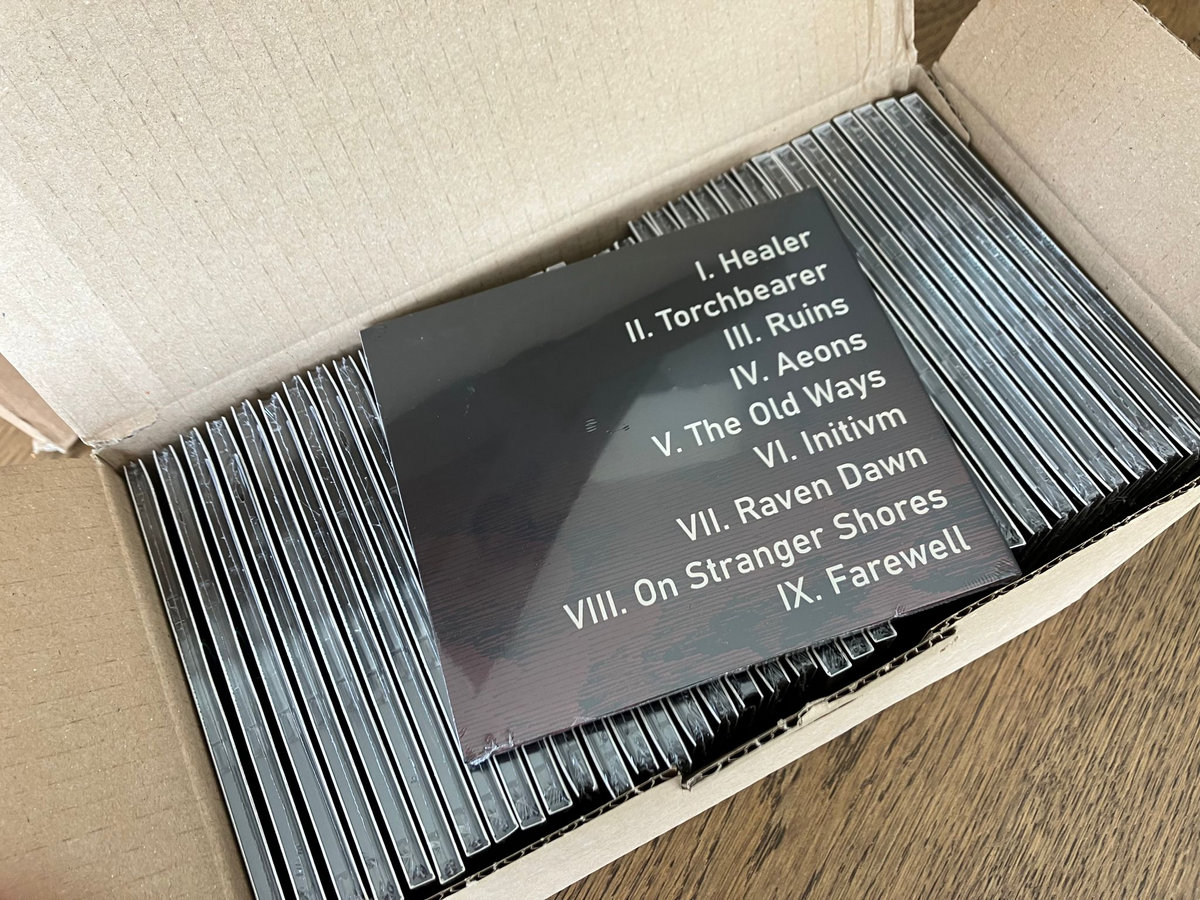 I. Healer
II. Torchbearer
III. Ruins
IV. Aeons
V. The Old Ways
VI. Initivm
VII. Raven Dawn
VIII. On Stranger Shores
IX. Farewell